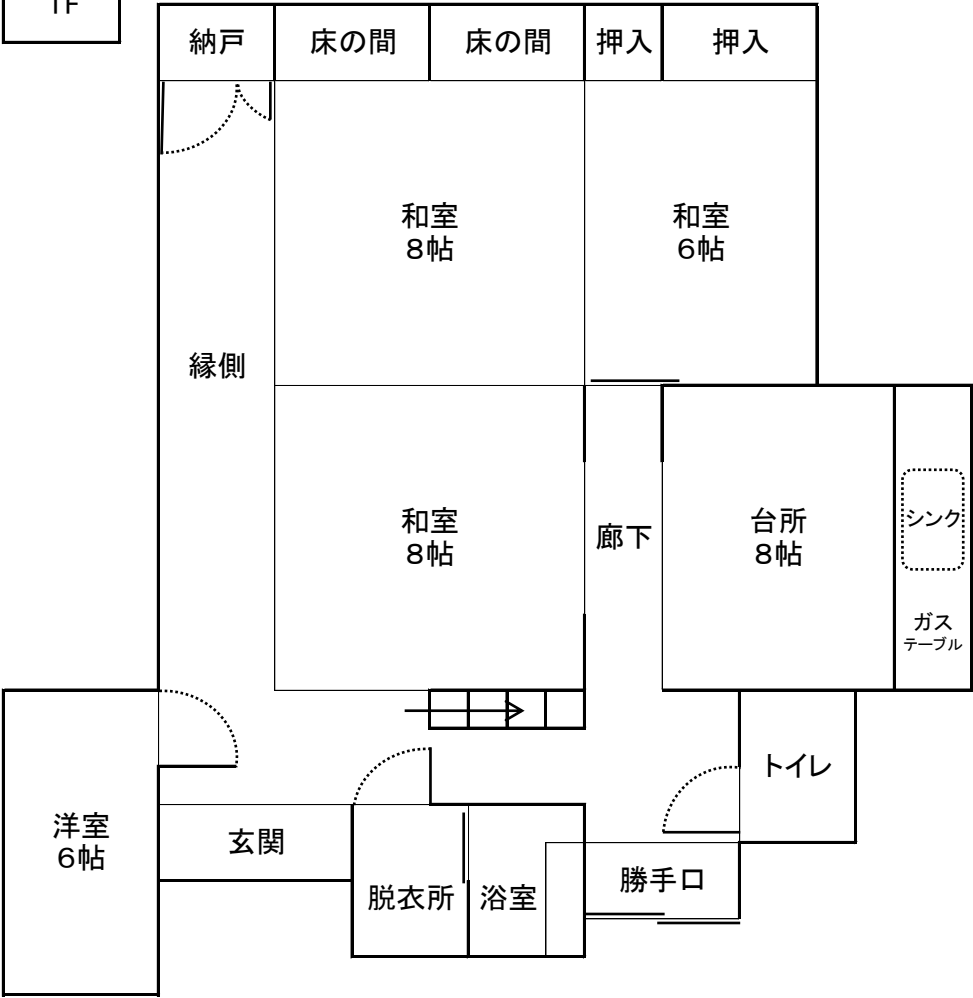 1F
納戸
床の間
床の間
押入
押入
和室
8帖
和室
6帖
縁側
和室
8帖
廊下
台所
8帖
シンク
ガス
テーブル
トイレ
洋室
6帖
玄関
脱衣所
浴室
勝手口